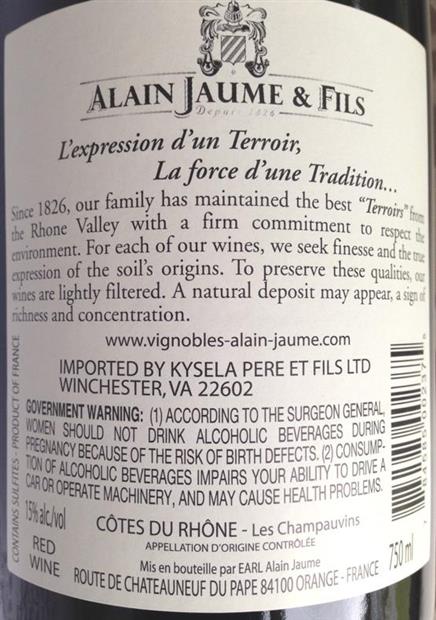 ALAIN JAUME & FILS
Depuis 1826
L'expression d'un Terroir,
La force d'une Tradition...
Since 1826, our family has maintained the best "Terroirs" from
the Rhone Valley with a firm commitment to respect the
environment. For each of our wines, we seek finesse and the true
expression of the soil's origins. To preserve these qualities, our
wines are lightly filtered. A natural deposit may appear, a sign of
richness and concentration.
www.vignobles-alain-jaume.com
IMPORTED BY KYSELA PERE ET FILS LTD
WINCHESTER, VA 22602
GOVERNMENT WARNING: (1) ACCORDING TO THE SURGEON GENERAL,
WOMEN SHOULD NOT DRINK ALCOHOLIC BEVERAGES DURING
PREGNANCY BECAUSE OF THE RISK OF BIRTH DEFECTS. (2) CONSUMP-
TION OF ALCOHOLIC BEVERAGES IMPAIRS YOUR ABILITY TO DRIVE A
CAR OR OPERATE MACHINERY, AND MAY CAUSE HEALTH PROBLEMS.
CONTAINS SULFITES - PRODUCT OF FRANCE
15% alc/vol
RED
WINE
CÔTES DU RHÔNE - Les Champauvins
APPELLATION D'ORIGINE CONTRÔLÉE
750 ml
Mis en bouteille par EARL Alain Jaume
ROUTE DE CHATEAUNEUF DU PAPE 84100 ORANGE - FRANCE